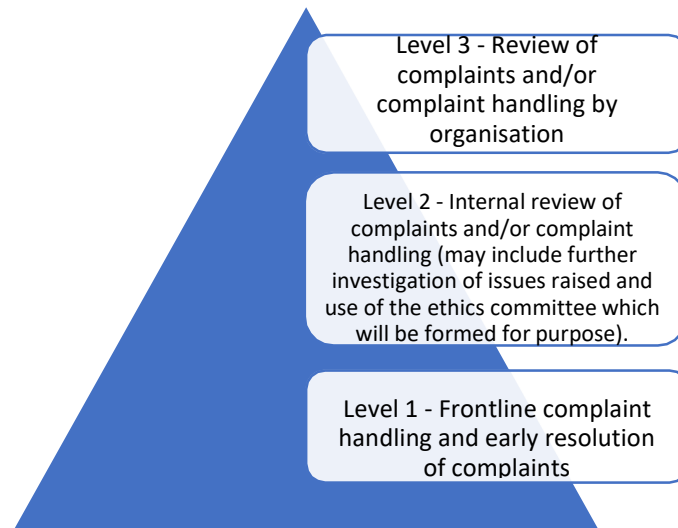 Level 3 - Review of
complaints and/or
complaint handling by
organisation
Level 2 - Internal review of
complaints and/or complaint
handling (may include further
investigation of issues raised and
use of the ethics committee which
will be formed for purpose).
Level 1 - Frontline complaint
handling and early resolution
of complaints